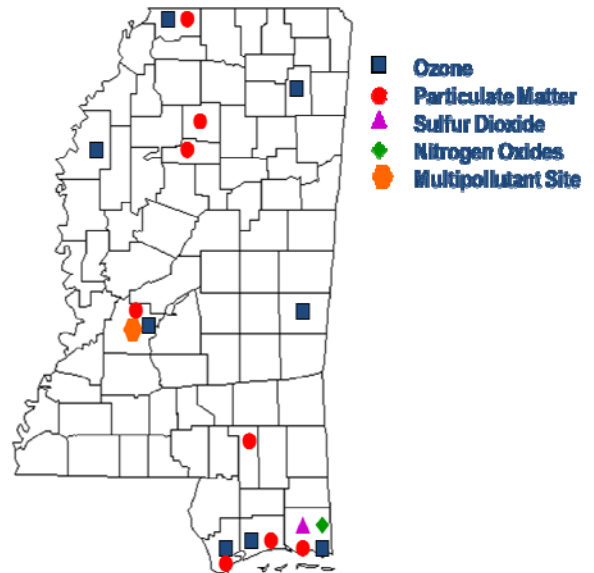 Ozone
Particulate Matter
Sulfur Dioxide
Nitrogen Oxides
Multipollutant Site